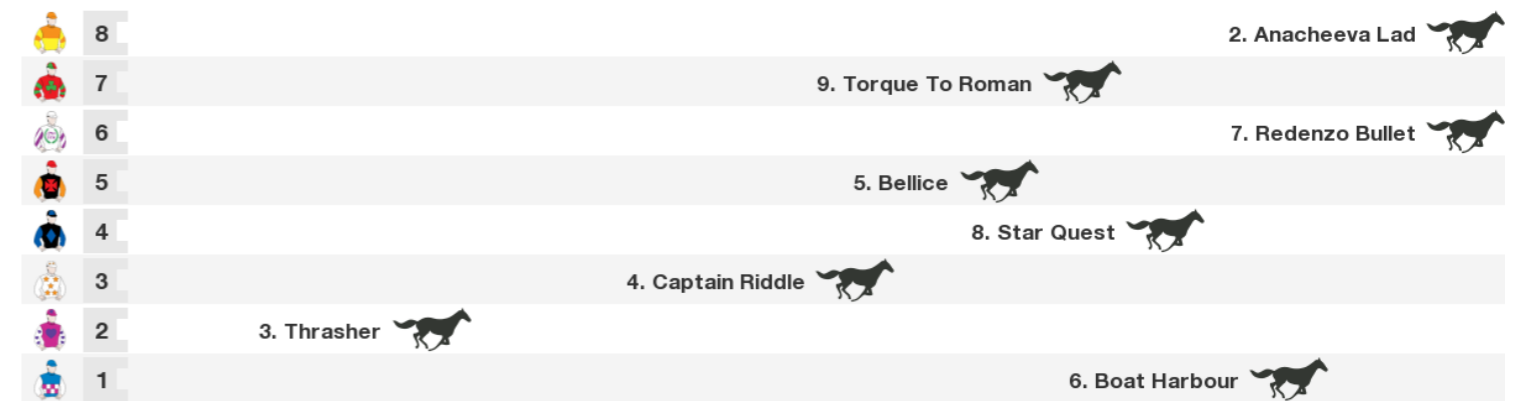 8 2. Anacheeva Lad
7 9. Torque To Roman
6 7. Redenzo Bullet
5 5. Bellice
4 8. Star Quest
3 4. Captain Riddle
2 3. Thrasher
1 6. Boat Harbour